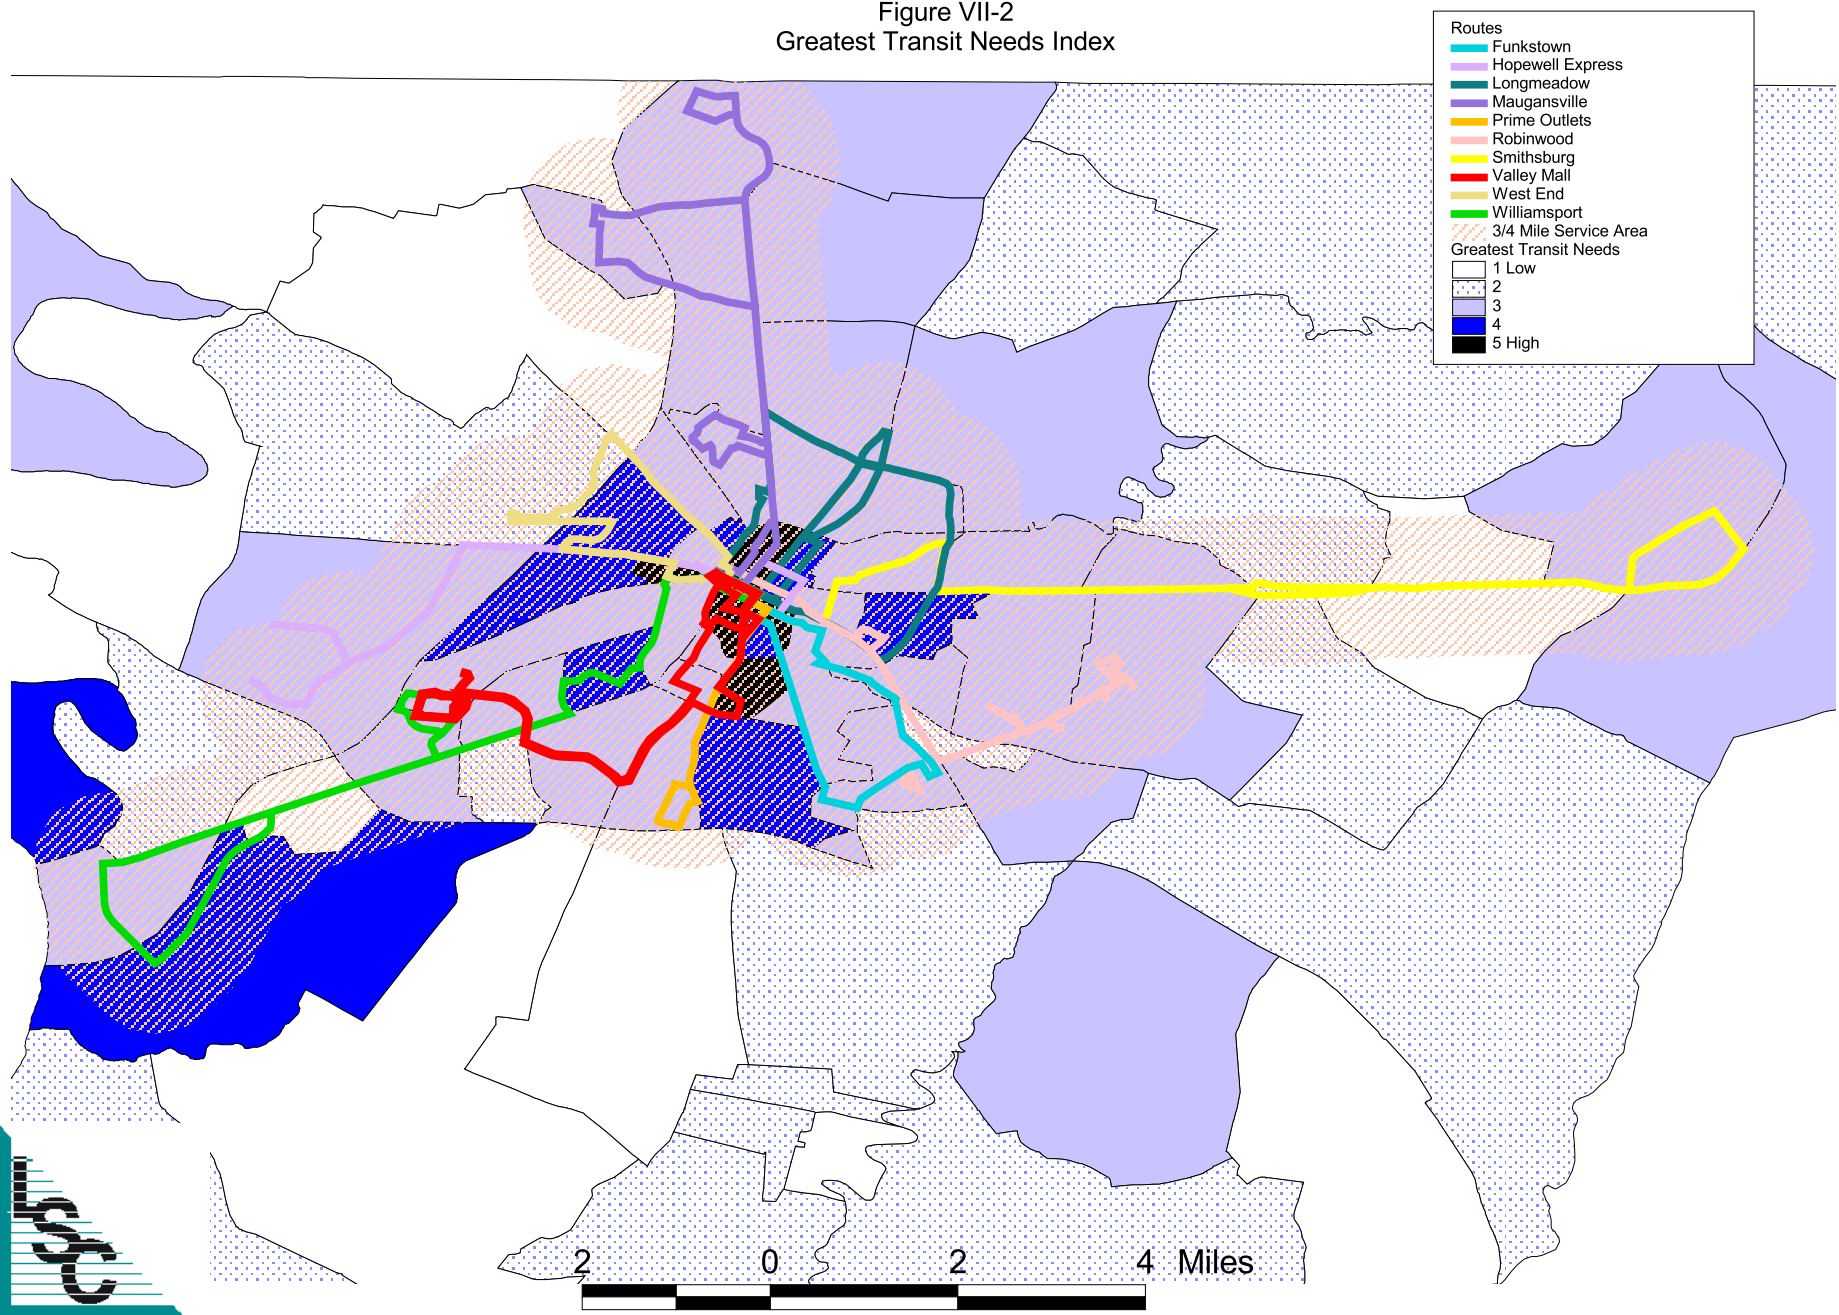 Figure VII-2
Greatest Transit Needs Index
Routes
Funkstown
Hopewell Express
Longmeadow
Maugansville
Prime Outlets
Robinwood
Smithsburg
Valley Mall
West End
Williamsport
3/4 Mile Service Area
Greatest Transit Needs
1 Low
2
3
4
5 High
LSC
2 0 2 4 Miles